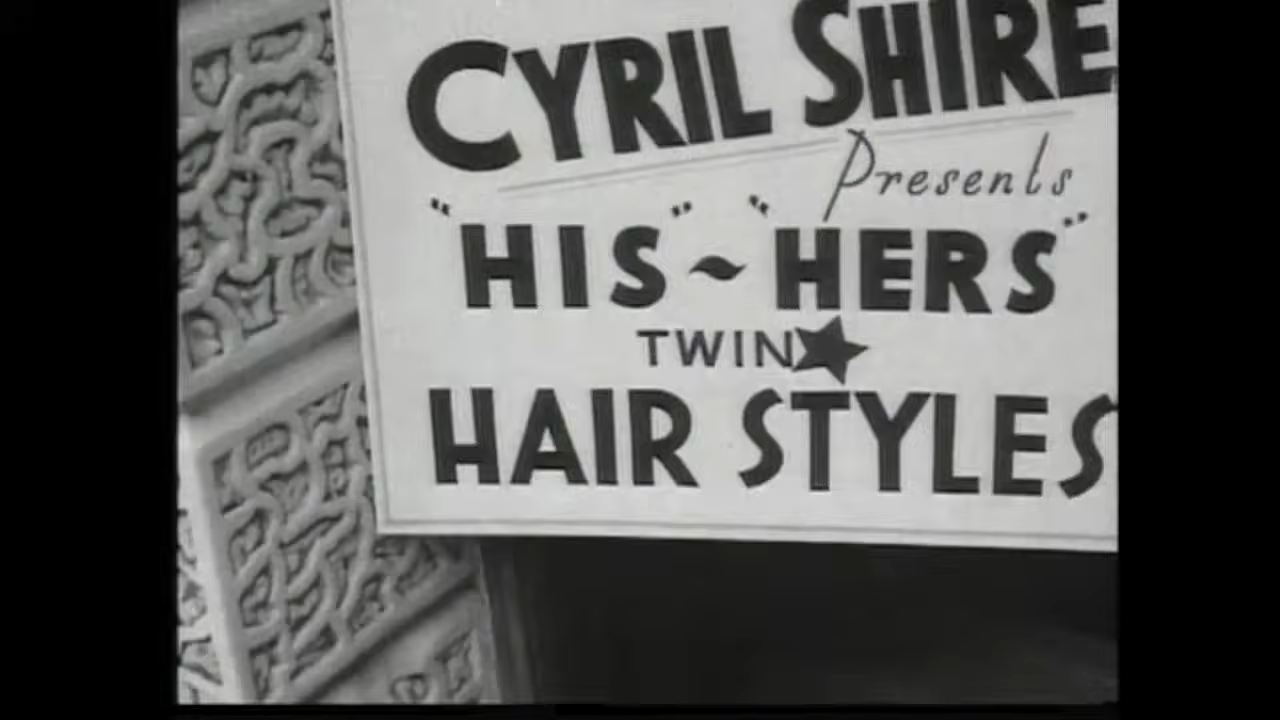 CYRIL SHIRE
Presents
"HIS" ~ "HERS"
TWIN ★
HAIR STYLES